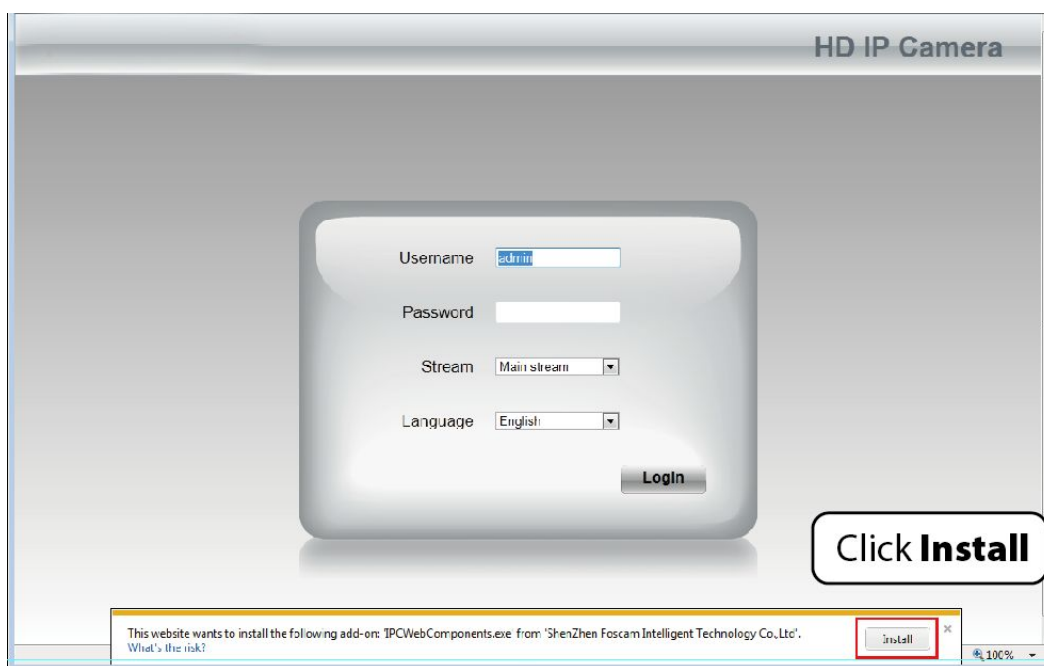 HD IP Camera
Username admin
Password
Stream Main stream
Language English
LogIn
Click Install
This website wants to install the following add-on: 'IPCWebComponents.exe' from 'ShenZhen Foscam Intelligent Technology Co.,Ltd'.
What's the risk?
Install
100%